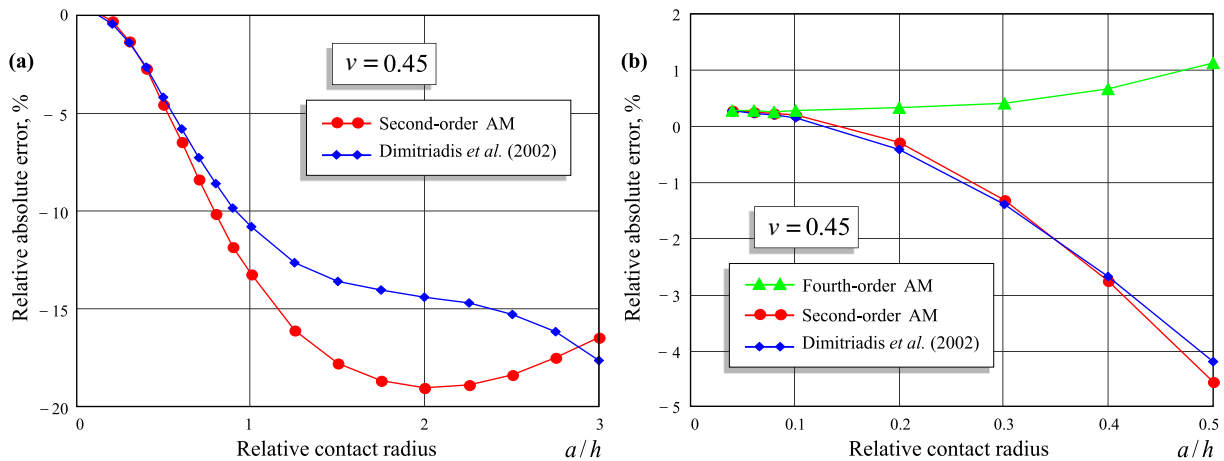 (a)
Relative absolute error, %
0
− 5
− 10
− 15
− 20
ν = 0.45
Second-order AM
Dimitriadis et al. (2002)
0
1
2
3
Relative contact radius
a / h
(b)
Relative absolute error, %
2
1
0
− 1
− 2
− 3
− 4
− 5
ν = 0.45
Fourth-order AM
Second-order AM
Dimitriadis et al. (2002)
0
0.1
0.2
0.3
0.4
0.5
Relative contact radius
a / h